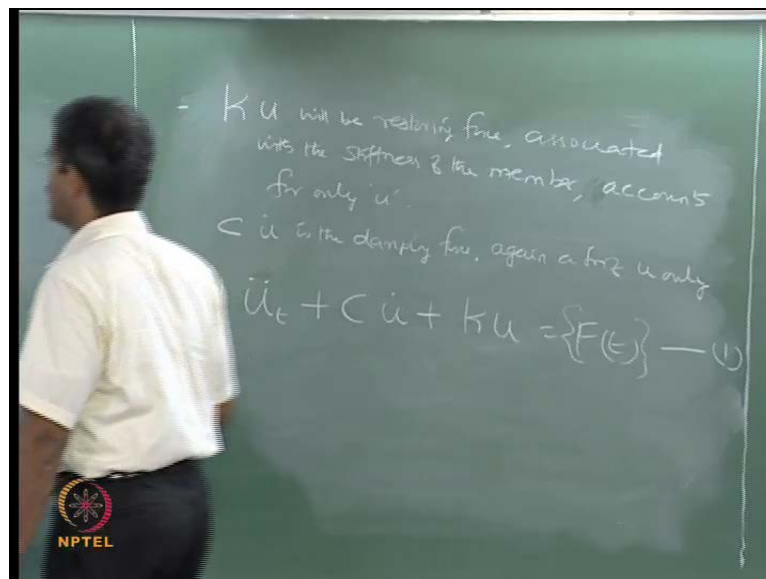 - K u will be restoring force, associated
with the stiffness of the member, accounts
for only 'u'.
C u̇ is the damping force, again a fn of u only
ü_t + C u̇ + K u = {F(t)} — (1)
NPTEL